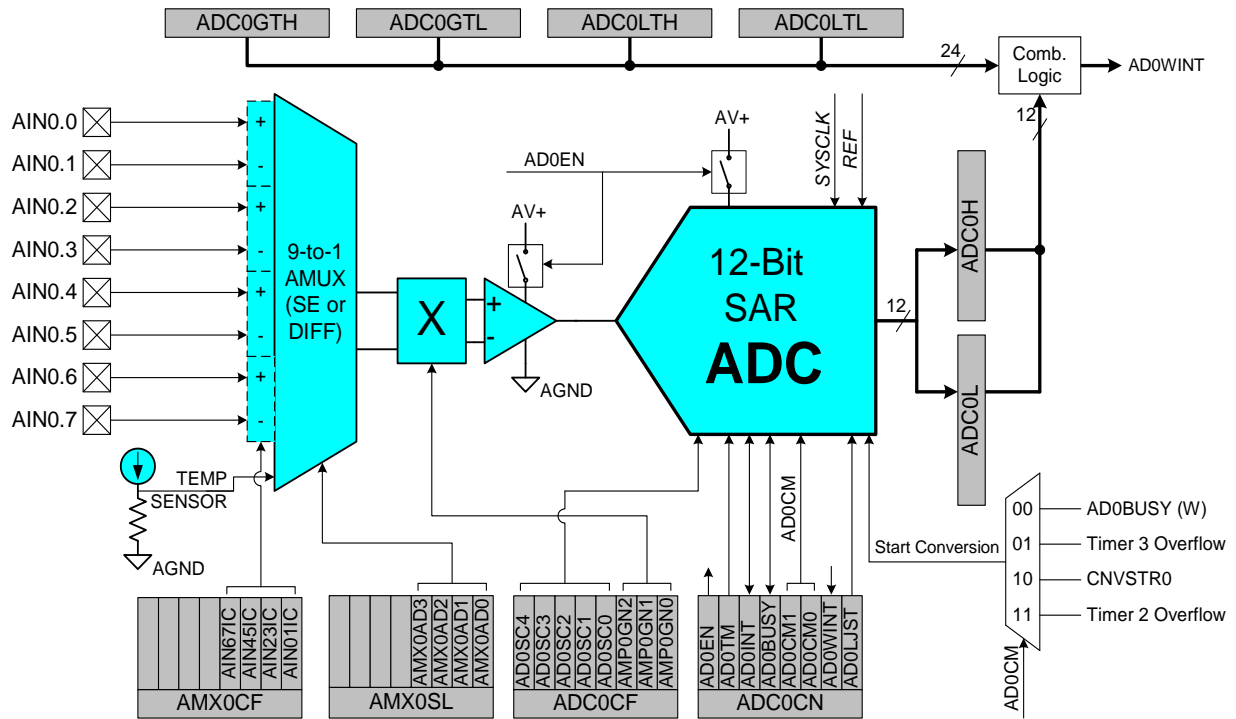 ADC0GTH
ADC0GTL
ADC0LTH
ADC0LTL
24
Comb.
Logic
AD0WINT
12
AIN0.0
AIN0.1
AIN0.2
AIN0.3
AIN0.4
AIN0.5
AIN0.6
AIN0.7
+
-
+
-
+
-
+
-
9-to-1
AMUX
(SE or
DIFF)
X
+
-
AV+
AGND
AD0EN
AV+
SYSCLK
REF
12-Bit
SAR
ADC
12
ADC0H
ADC0L
TEMP
SENSOR
AGND
AD0CM
Start Conversion
00
01
10
11
AD0BUSY (W)
Timer 3 Overflow
CNVSTR0
Timer 2 Overflow
AD0CM
AIN67IC
AIN45IC
AIN23IC
AIN01IC
AMX0CF
AMX0AD3
AMX0AD2
AMX0AD1
AMX0AD0
AMX0SL
AD0SC4
AD0SC3
AD0SC2
AD0SC1
AD0SC0
AMP0GN2
AMP0GN1
AMP0GN0
ADC0CF
AD0EN
AD0TM
AD0INT
AD0BUSY
AD0CM1
AD0CM0
AD0WINT
AD0LJST
ADC0CN